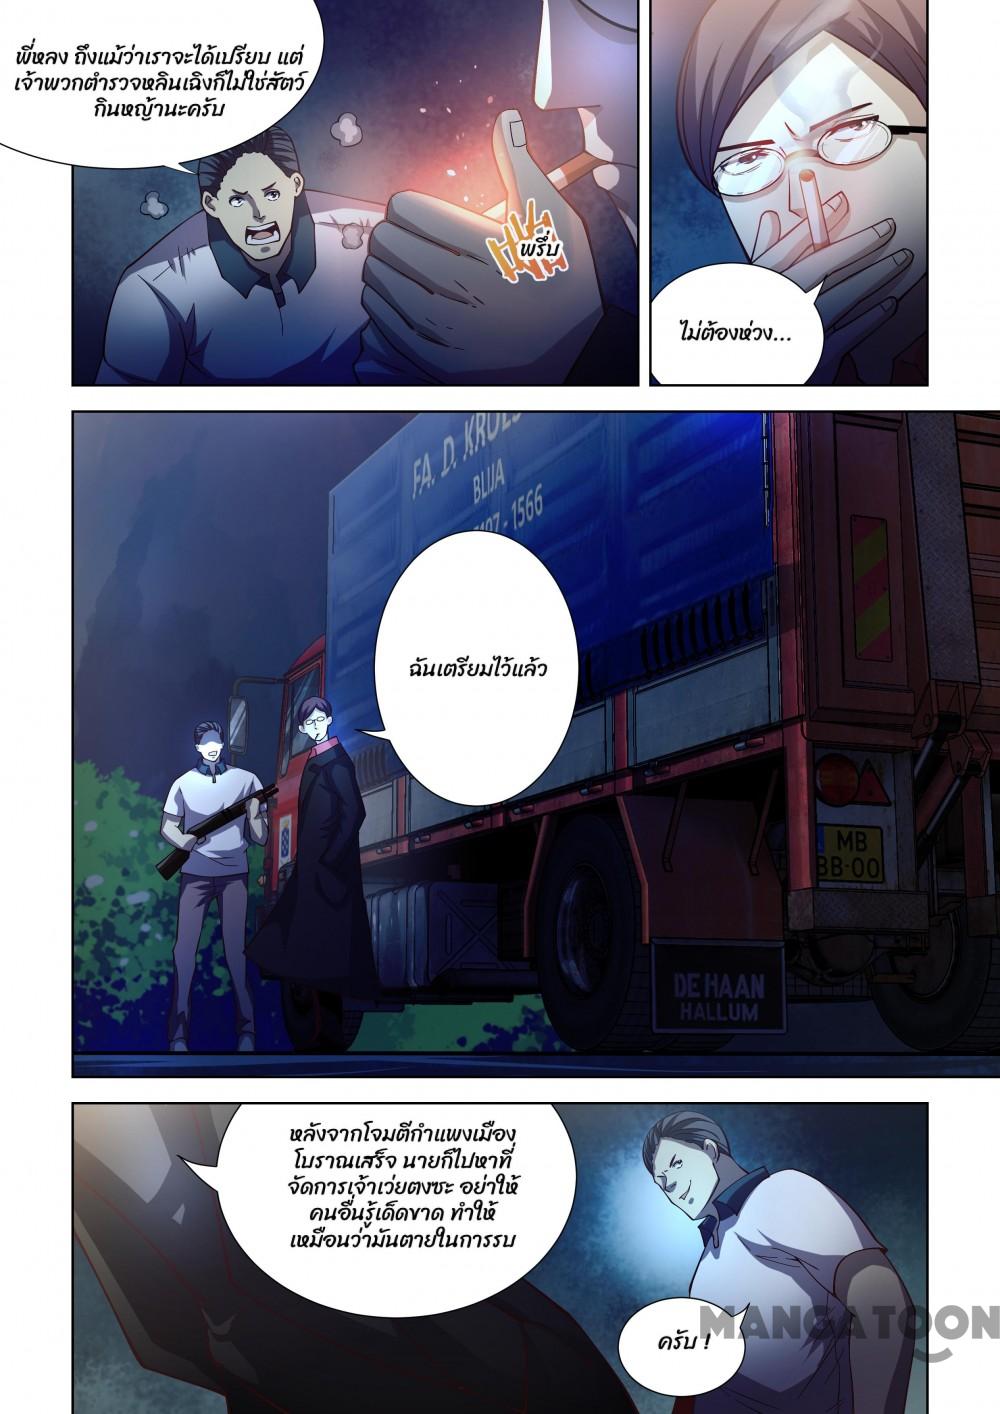 พี่หลง ถึงแม้ว่าเราจะได้เปรียบ แต่
เจ้าพวกตำรวจหลินเฉิงก็ไม่ใช่สัตว์
กินหญ้านะครับ
พรึ่บ
ไม่ต้องห่วง...
FA. D. KROES
BLIJA
5107 - 1566
ฉันเตรียมไว้แล้ว
MB
BB-00
DE HAAN
HALLUM
หลังจากโจมตีกำแพงเมือง
โบราณเสร็จ นายก็ไปหาที่
จัดการเจ้าเว่ยตงซะ อย่าให้
คนอื่นรู้เด็ดขาด ทำให้
เหมือนว่ามันตายในการรบ
ครับ !
MANGATOON